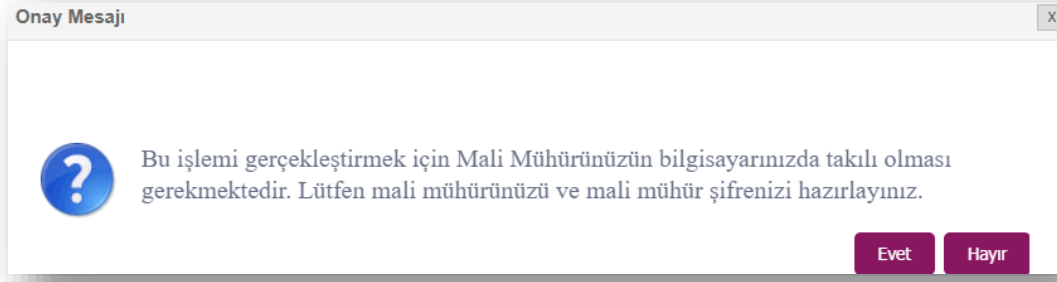 Onay Mesajı
X
Bu işlemi gerçekleştirmek için Mali Mühürünüzün bilgisayarınızda takılı olması
gerekmektedir. Lütfen mali mühürünüzü ve mali mühür şifrenizi hazırlayınız.
Evet Hayır